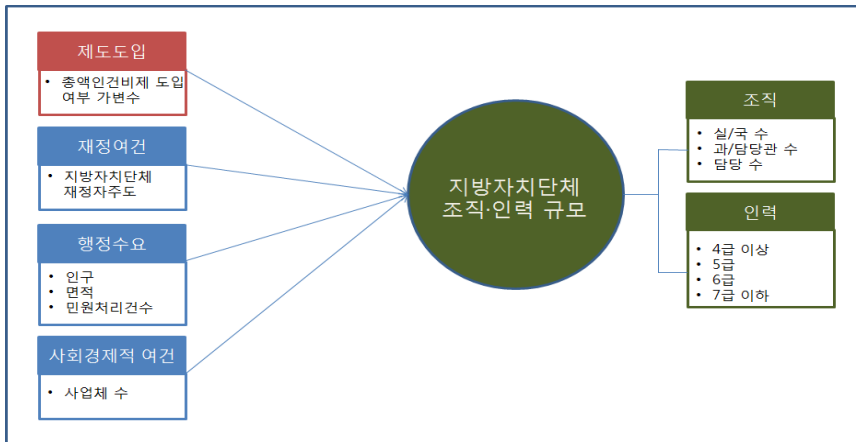 제도도입
• 총액인건비제 도입
여부 가변수
재정여건
• 지방자치단체
재정자주도
행정수요
• 인구
• 면적
• 민원처리건수
사회경제적 여건
• 사업체 수
지방자치단체
조직·인력 규모
조직
• 실/국 수
• 과/담당관 수
• 담당 수
인력
• 4급 이상
• 5급
• 6급
• 7급 이하